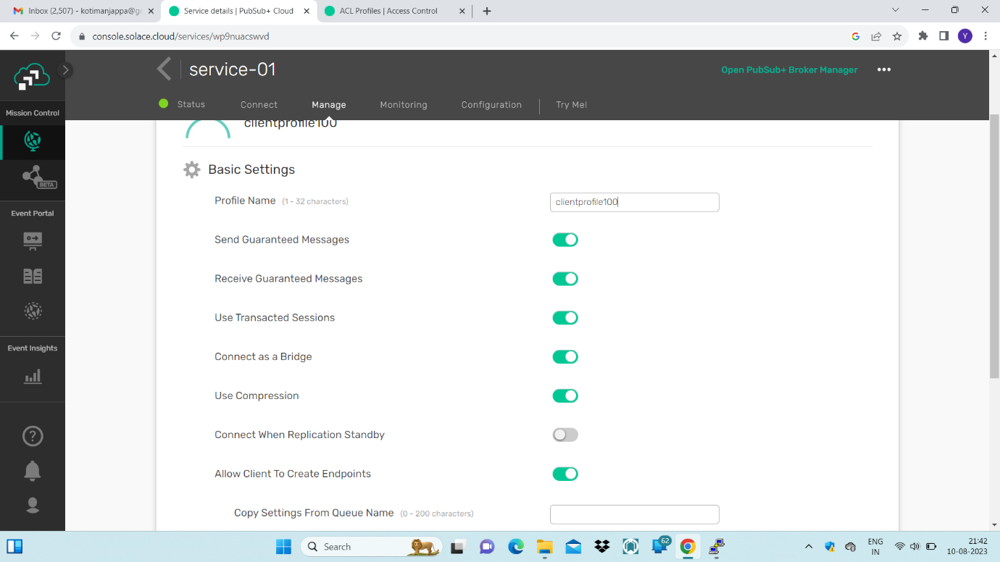 Inbox (2,507) - kotimanjappa@gr
Service details | PubSub+ Cloud
ACL Profiles | Access Control
console.solace.cloud/services/wp9nuacswvd
G
Y
service-01
Open PubSub+ Broker Manager
Status
Connect
Manage
Monitoring
Configuration
Try Me!
Mission Control
BETA
Event Portal
Event Insights
clientprofile100
Basic Settings
Profile Name (1 - 32 characters)
clientprofile100
Send Guaranteed Messages
Receive Guaranteed Messages
Use Transacted Sessions
Connect as a Bridge
Use Compression
Connect When Replication Standby
Allow Client To Create Endpoints
Copy Settings From Queue Name (0 - 200 characters)
Search
62
ENG
IN
21:42
10-08-2023